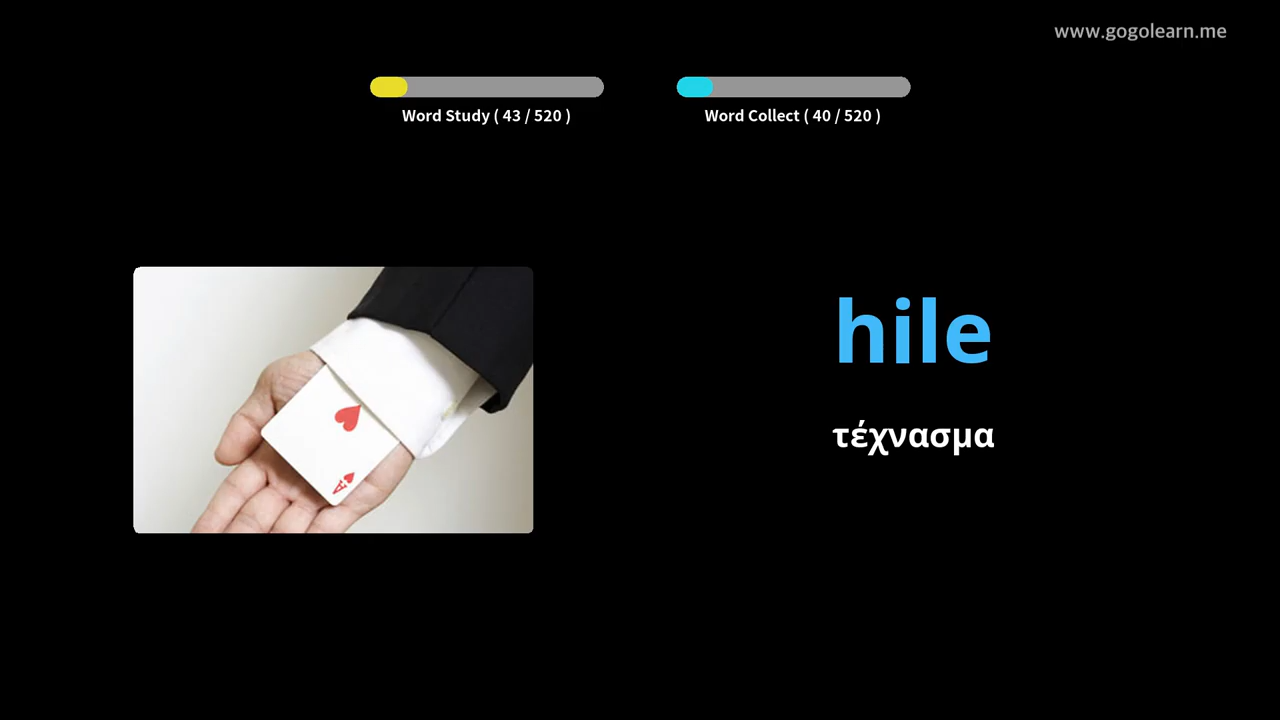 www.gogolearn.me
Word Study ( 43 / 520 )
Word Collect ( 40 / 520 )
hile
τέχνασμα
A